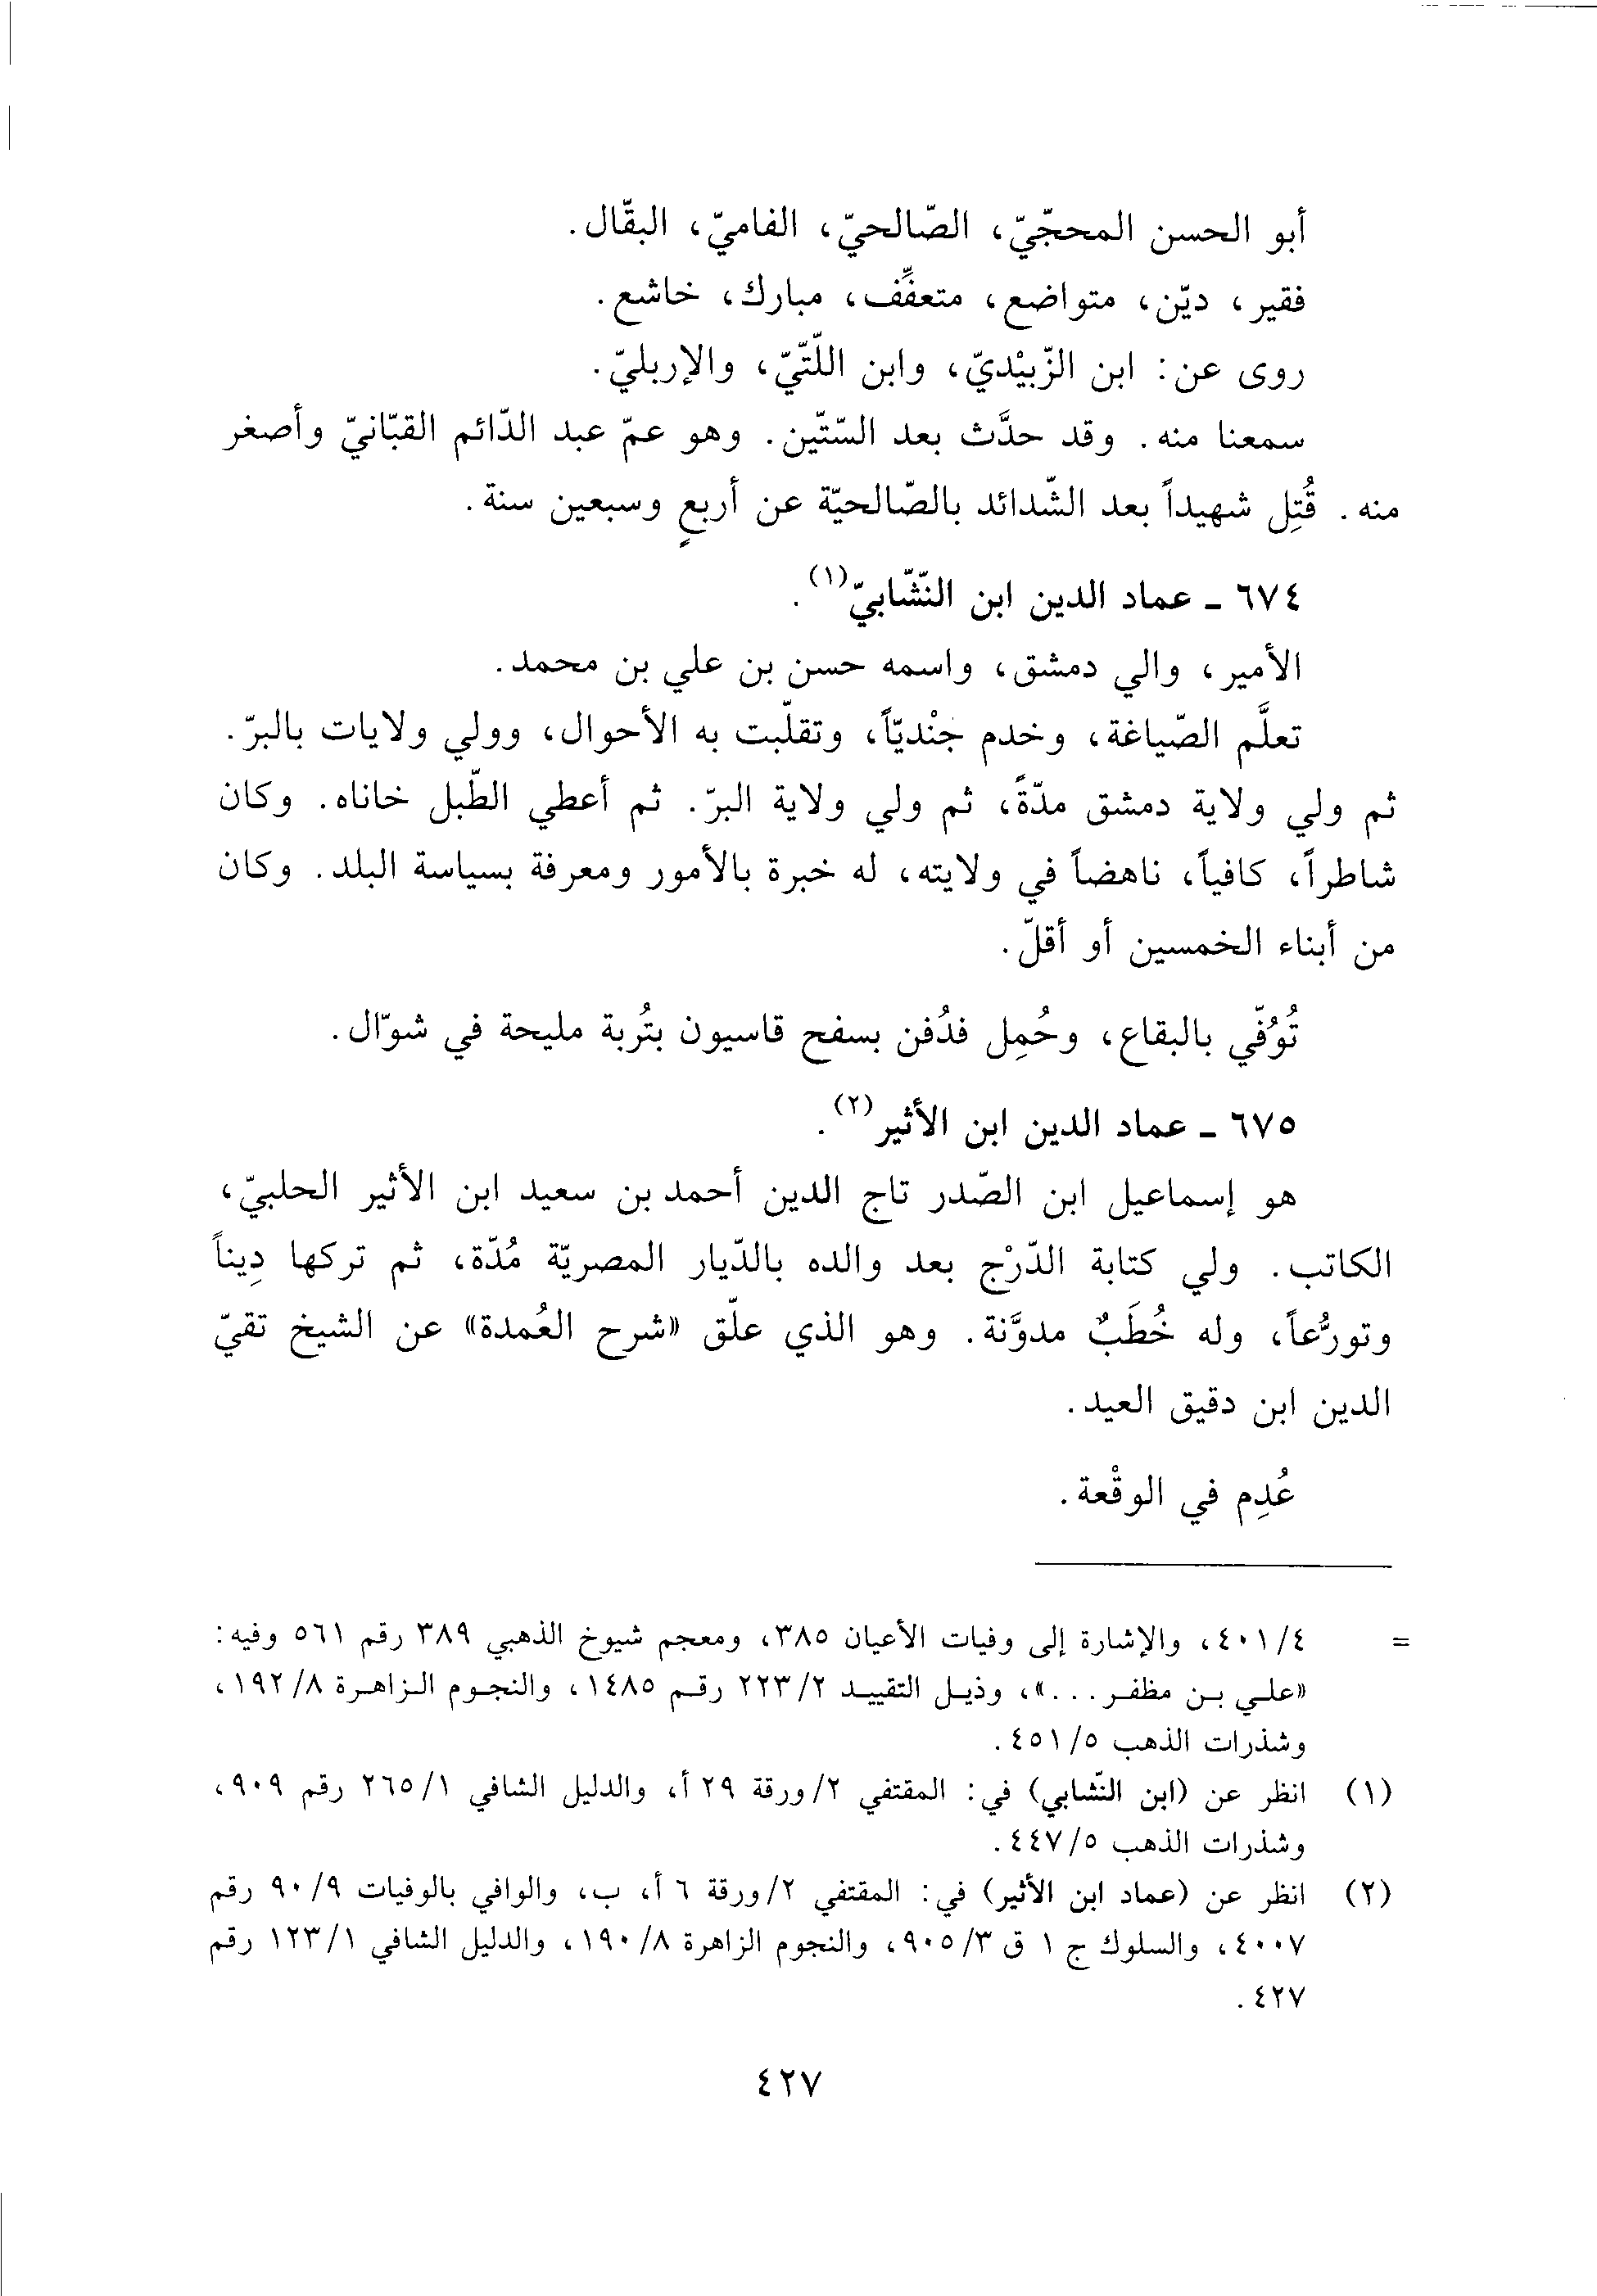 أبو الحسن المحجّيّ، الصّالحيّ، الفاميّ، البقّال.
فقير، ديّن، متواضع، متعفِّف، مبارك، خاشع.
روى عن: ابن الزّبيْديّ، وابن اللّتّيّ، والإربليّ.
سمعنا منه. وقد حدَّث بعد السّتّين. وهو عمّ عبد الدّائم القبّانيّ وأصغر
منه. قُتِل شهيداً بعد الشّدائد بالصّالحيّة عن أربعٍ وسبعين سنة.
٦٧٤ ـ عماد الدين ابن النّشّابيّ(١).
الأمير، والي دمشق، واسمه حسن بن علي بن محمد.
تعلَّم الصّياغة، وخدم جنْديّاً، وتقلّبت به الأحوال، وولي ولايات بالبرّ.
ثم ولي ولاية دمشق مدّةً، ثم ولي ولاية البرّ. ثم أعطي الطّبل خاناه. وكان
شاطراً، كافياً، ناهضاً في ولايته، له خبرة بالأمور ومعرفة بسياسة البلد. وكان
من أبناء الخمسين أو أقلّ.
تُوُفّي بالبقاع، وحُمِل فدُفن بسفح قاسيون بتُربة مليحة في شوّال.
٦٧٥ ـ عماد الدين ابن الأثير(٢).
هو إسماعيل ابن الصّدر تاج الدين أحمد بن سعيد ابن الأثير الحلبيّ،
الكاتب. ولي كتابة الدّرْج بعد والده بالدّيار المصريّة مُدّة، ثم تركها دِيناً
وتورُّعاً، وله خُطَبٌ مدوَّنة. وهو الذي علّق «شرح العُمدة» عن الشيخ تقيّ
الدين ابن دقيق العيد.
عُدِم في الوقْعة.
= ٤٠١/٤، والإشارة إلى وفيات الأعيان ٣٨٥، ومعجم شيوخ الذهبي ٣٨٩ رقم ٥٦١ وفيه:
«علي بن مظفر...»، وذيل التقييد ٢٢٣/٢ رقم ١٤٨٥، والنجوم الزاهرة ١٩٢/٨،
وشذرات الذهب ٤٥١/٥.
(١) انظر عن (ابن النّشابي) في: المقتفي ٢/ورقة ٢٩ أ، والدليل الشافي ٢٦٥/١ رقم ٩٠٩،
وشذرات الذهب ٤٤٧/٥.
(٢) انظر عن (عماد ابن الأثير) في: المقتفي ٢/ورقة ٦ أ، ب، والوافي بالوفيات ٩٠/٩ رقم
٤٠٠٧، والسلوك ج ١ ق ٩٠٥/٣، والنجوم الزاهرة ١٩٠/٨، والدليل الشافي ١٢٣/١ رقم
٤٢٧.
٤٢٧